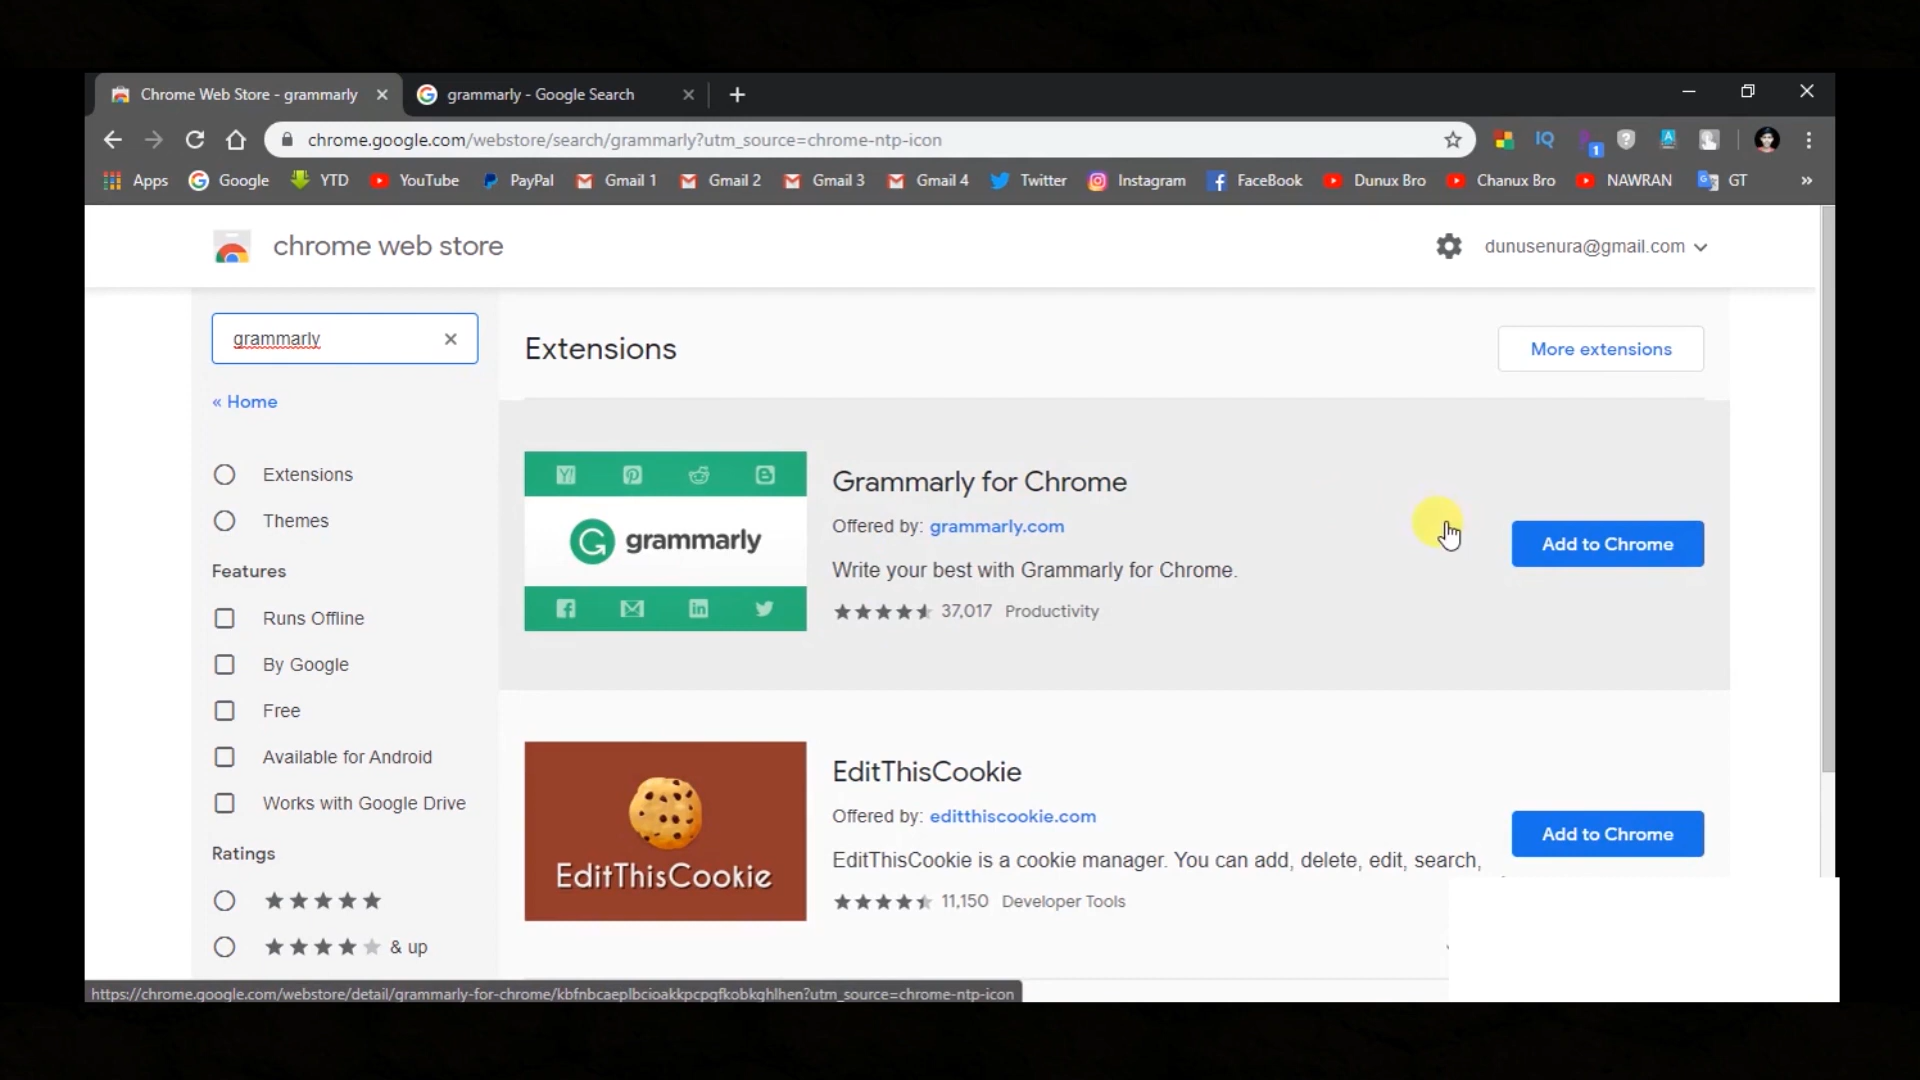 Chrome Web Store - grammarly
grammarly - Google Search
chrome.google.com/webstore/search/grammarly?utm_source=chrome-ntp-icon
IQ
1
Apps Google YTD YouTube PayPal Gmail 1 Gmail 2 Gmail 3 Gmail 4 Twitter Instagram FaceBook Dunux Bro Chanux Bro NAWRAN GT »
chrome web store
dunusenura@gmail.com
grammarly
« Home
Extensions
Themes
Features
Runs Offline
By Google
Free
Available for Android
Works with Google Drive
Ratings
& up
Extensions
More extensions
grammarly
Grammarly for Chrome
Offered by: grammarly.com
Write your best with Grammarly for Chrome.
37,017 Productivity
Add to Chrome
EditThisCookie
EditThisCookie
Offered by: editthiscookie.com
EditThisCookie is a cookie manager. You can add, delete, edit, search,
11,150 Developer Tools
Add to Chrome
https://chrome.google.com/webstore/detail/grammarly-for-chrome/kbfnbcaeplbcioakkpcpgfkobkghlhen?utm_source=chrome-ntp-icon